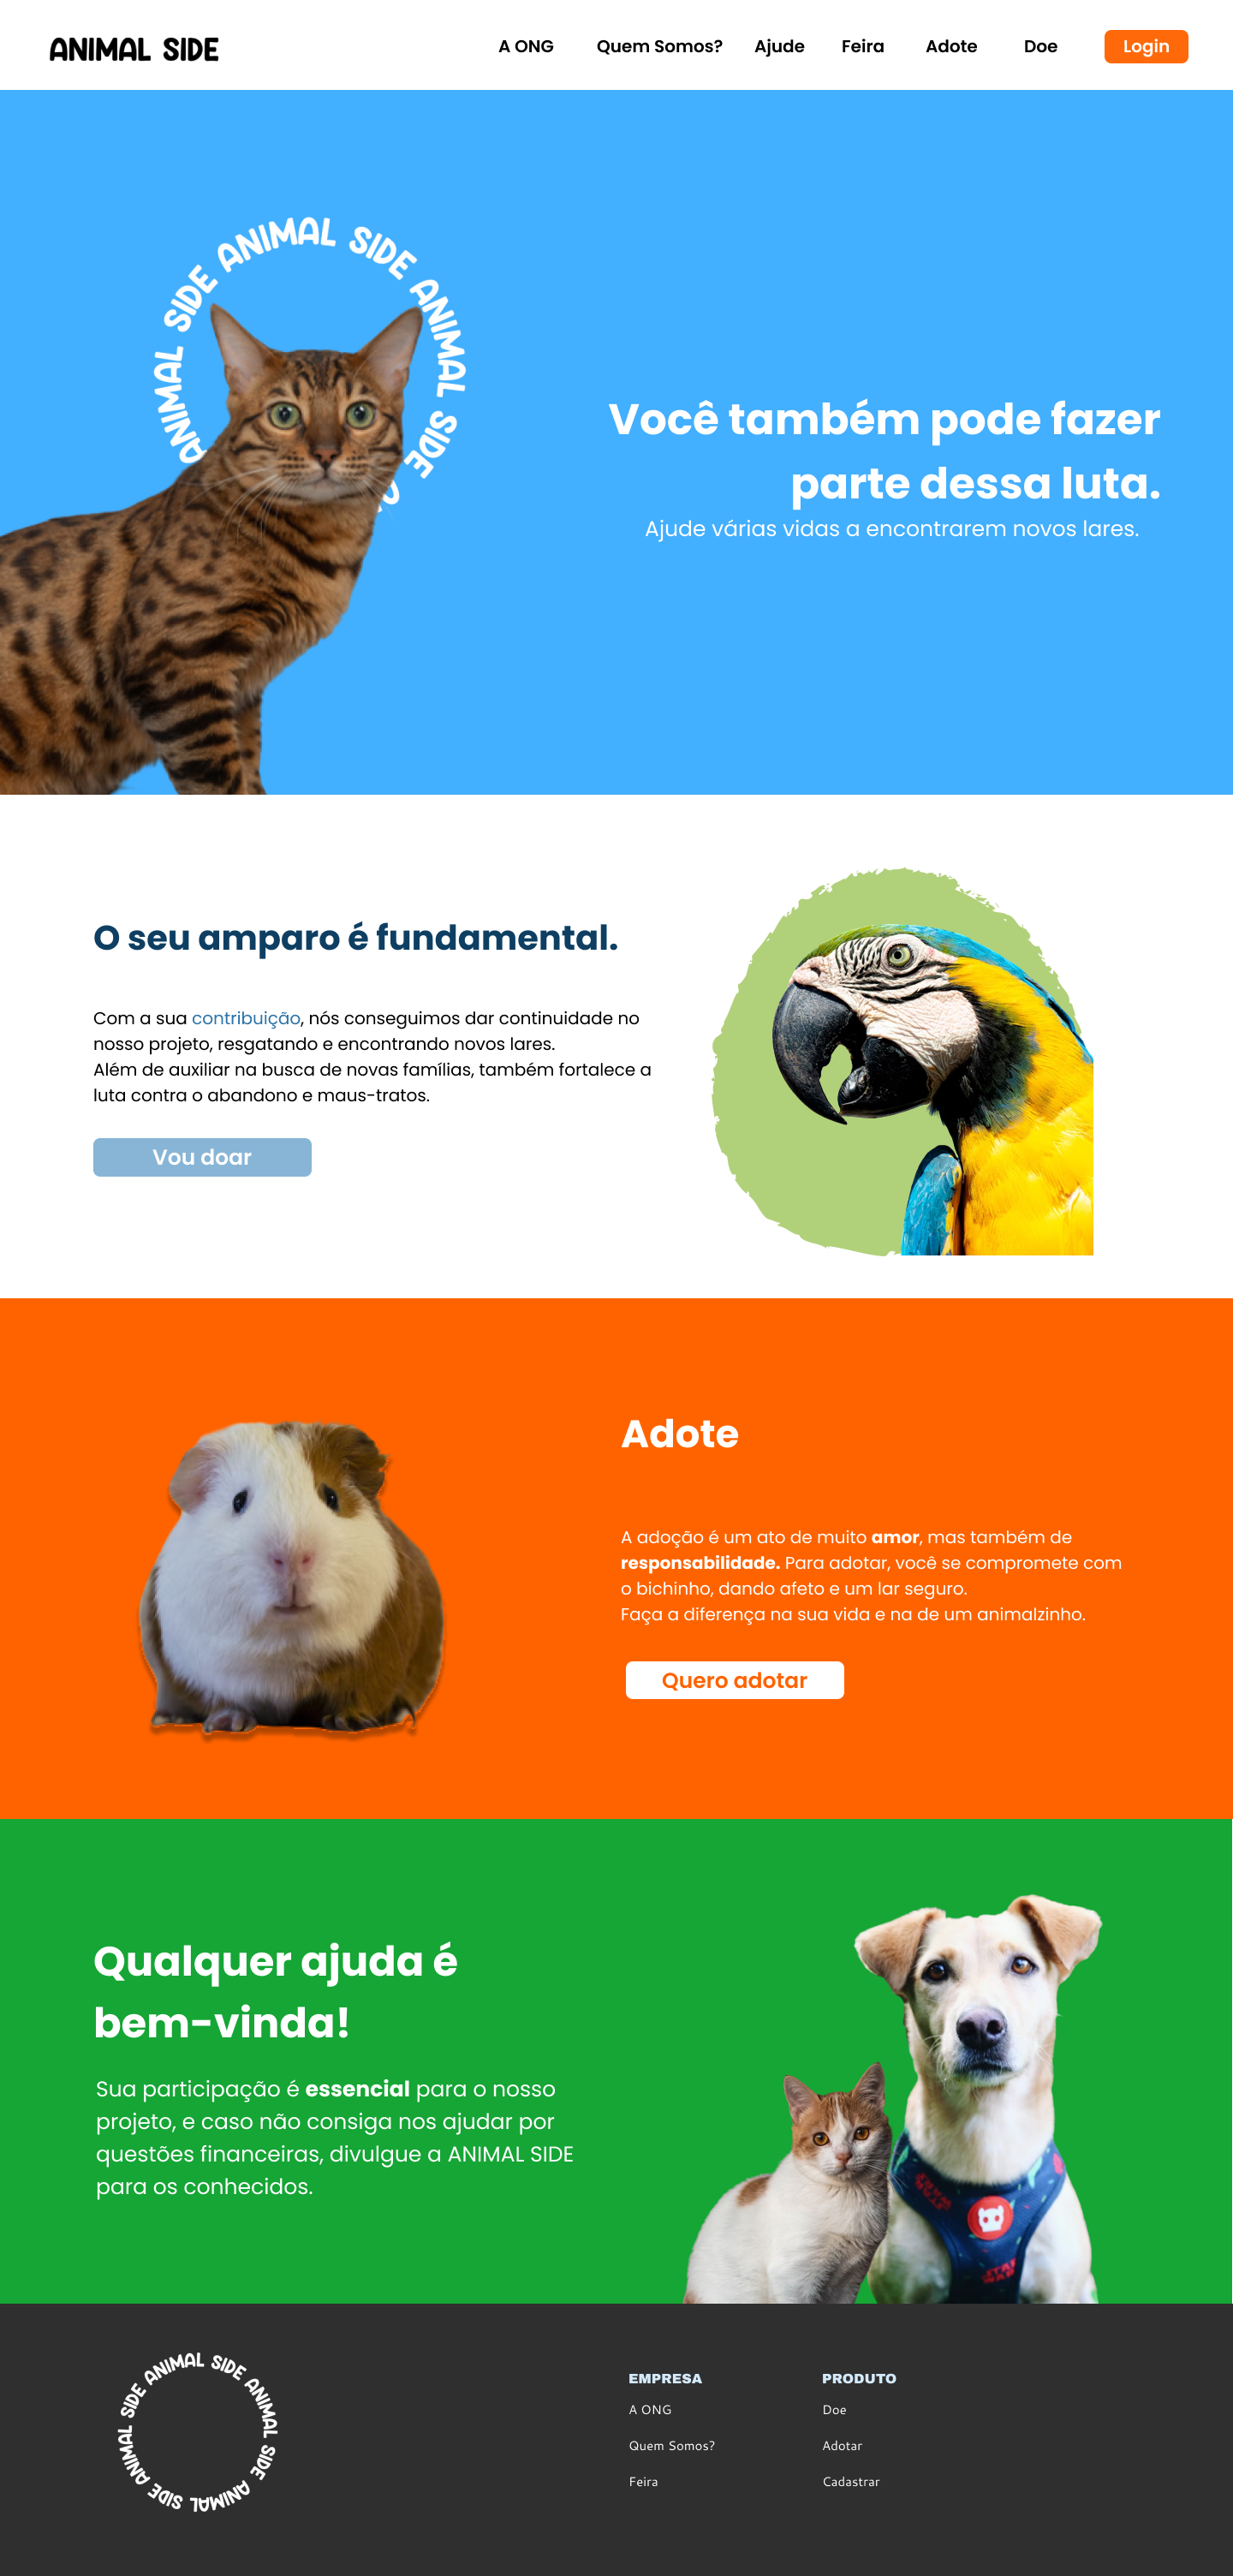 ANIMAL SIDE
A ONG Quem Somos? Ajude Feira Adote Doe Login
ANIMAL SIDE ANIMAL SIDE ANIMAL SIDE
Você também pode fazer
parte dessa luta.
Ajude várias vidas a encontrarem novos lares.
O seu amparo é fundamental.
Com a sua contribuição, nós conseguimos dar continuidade no
nosso projeto, resgatando e encontrando novos lares.
Além de auxiliar na busca de novas famílias, também fortalece a
luta contra o abandono e maus-tratos.
Vou doar
Adote
A adoção é um ato de muito amor, mas também de
responsabilidade. Para adotar, você se compromete com
o bichinho, dando afeto e um lar seguro.
Faça a diferença na sua vida e na de um animalzinho.
Quero adotar
Qualquer ajuda é
bem-vinda!
Sua participação é essencial para o nosso
projeto, e caso não consiga nos ajudar por
questões financeiras, divulgue a ANIMAL SIDE
para os conhecidos.
ANIMAL SIDE ANIMAL SIDE ANIMAL SIDE ANIMAL SIDE
EMPRESA PRODUTO
A ONG Doe
Quem Somos? Adotar
Feira Cadastrar